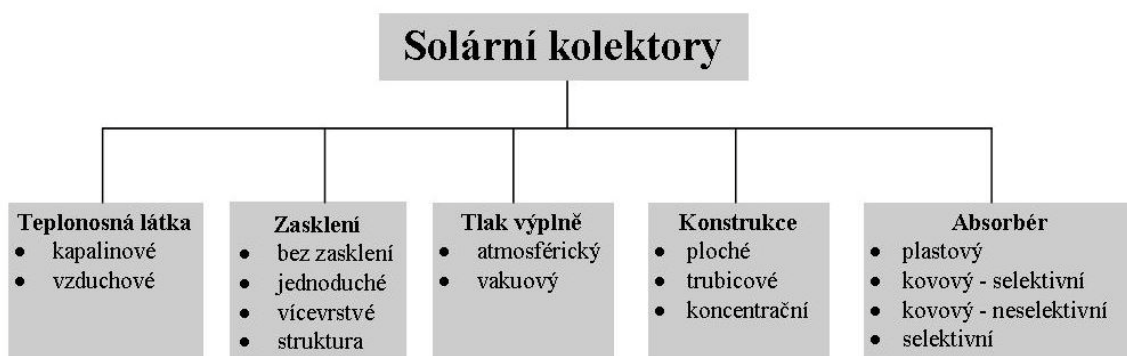 Solární kolektory
Teplonosná látka
• kapalinové
• vzduchové
Zasklení
• bez zasklení
• jednoduché
• vícevrstvé
• struktura
Tlak výplně
• atmosférický
• vakuový
Konstrukce
• ploché
• trubicové
• koncentrační
Absorbér
• plastový
• kovový - selektivní
• kovový - neselektivní
• selektivní